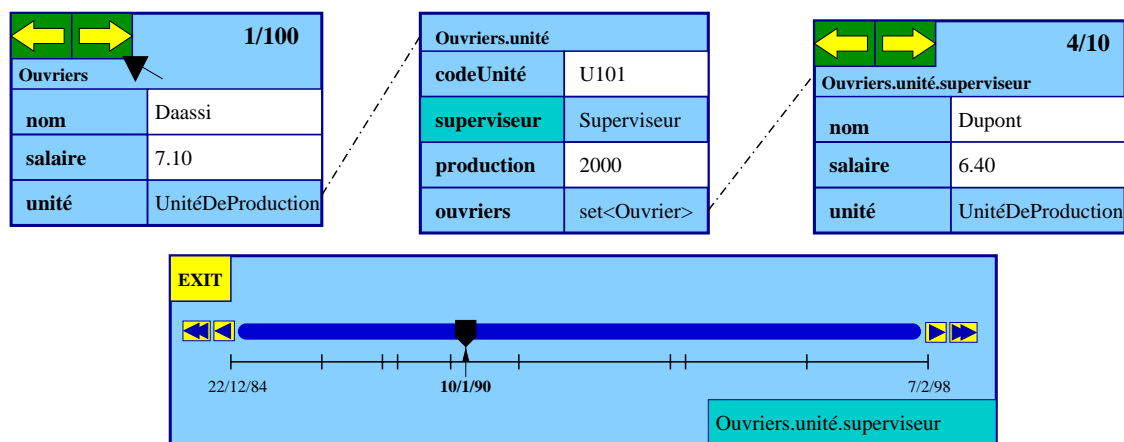 1/100
Ouvriers
nom Daassi
salaire 7.10
unité UnitéDeProduction
Ouvriers.unité
codeUnité U101
superviseur Superviseur
production 2000
ouvriers set<Ouvrier>
4/10
Ouvriers.unité.superviseur
nom Dupont
salaire 6.40
unité UnitéDeProduction
EXIT
22/12/84 10/1/90 7/2/98
Ouvriers.unité.superviseur